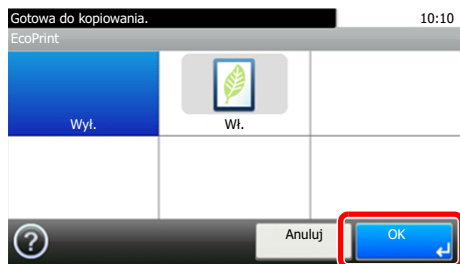 Gotowa do kopiowania.
10:10
EcoPrint
Wył.
Wł.
?
Anuluj
OK